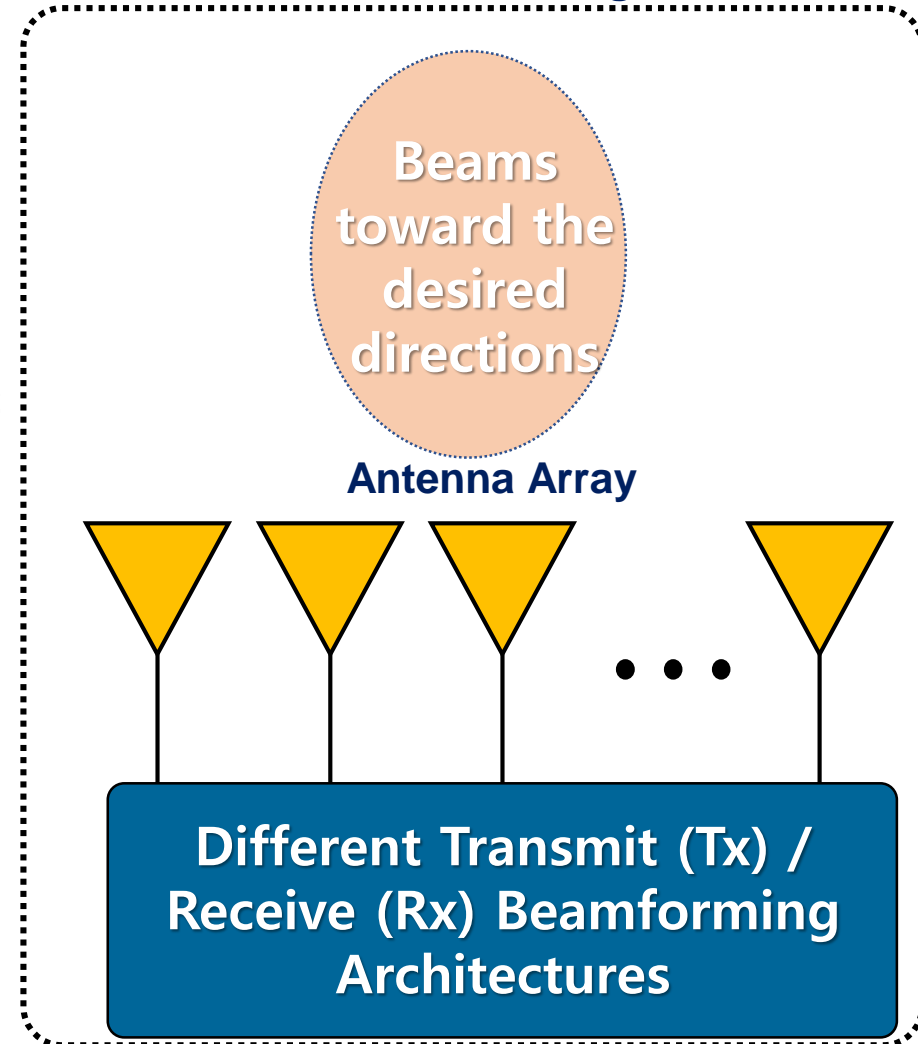 Beams
toward the
desired
directions
Antenna Array
Different Transmit (Tx) /
Receive (Rx) Beamforming
Architectures